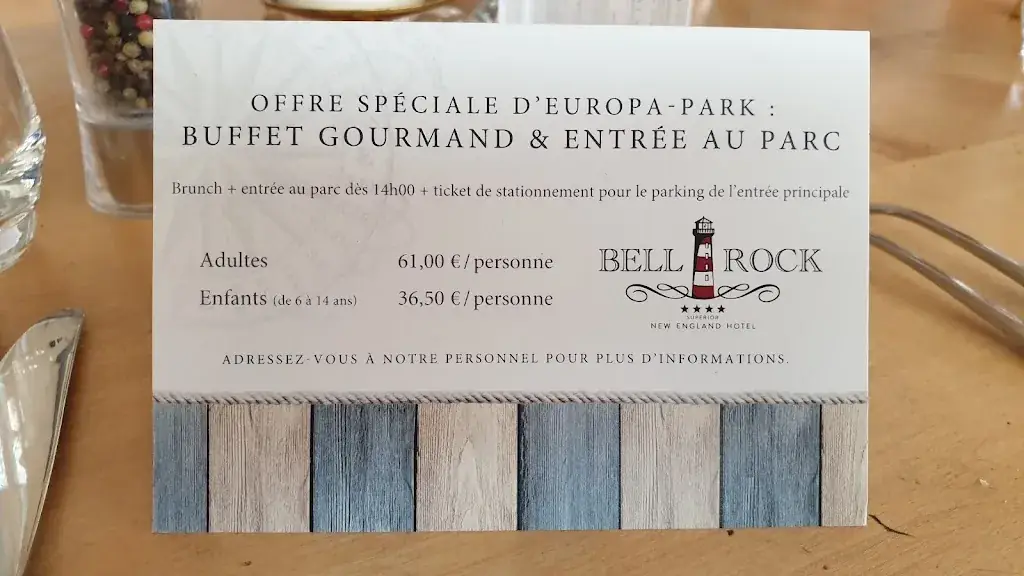 OFFRE SPÉCIALE D'EUROPA-PARK :
BUFFET GOURMAND & ENTRÉE AU PARC
Brunch + entrée au parc dès 14h00 + ticket de stationnement pour le parking de l'entrée principale
Adultes 61,00 €/personne
Enfants (de 6 à 14 ans) 36,50 €/personne
BELL ROCK
SUPERIOR
NEW ENGLAND HOTEL
ADRESSEZ-VOUS À NOTRE PERSONNEL POUR PLUS D'INFORMATIONS.